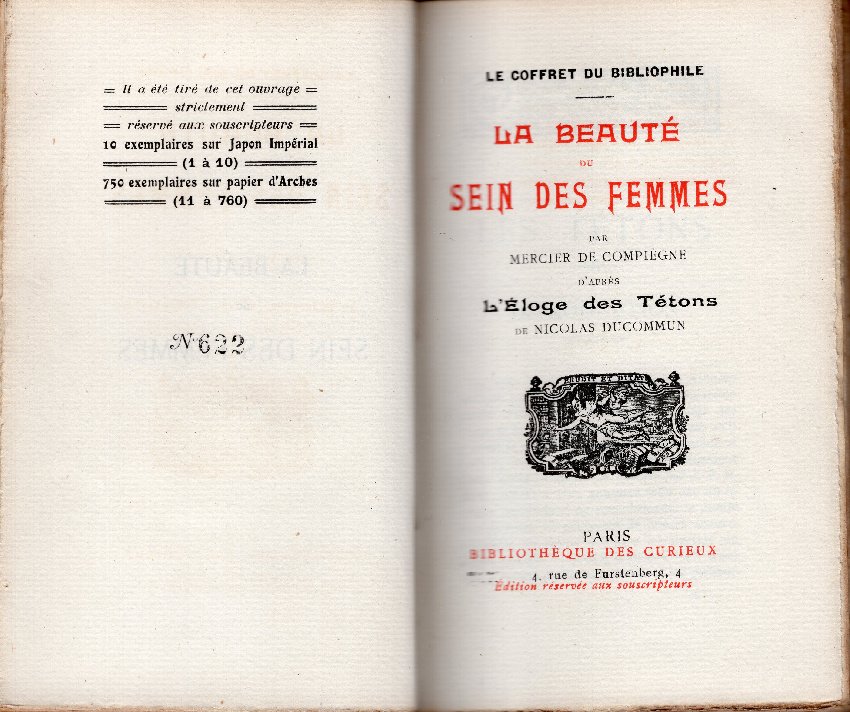 Il a été tiré de cet ouvrage
strictement
réservé aux souscripteurs
10 exemplaires sur Japon Impérial
(1 à 10)
750 exemplaires sur papier d'Arches
(11 à 760)
N 622
LE COFFRET DU BIBLIOPHILE
LA BEAUTÉ
DU
SEIN DES FEMMES
PAR
MERCIER DE COMPIÈGNE
D'APRÈS
L'Éloge des Tétons
DE NICOLAS DUCOMMUN
PARIS
BIBLIOTHÈQUE DES CURIEUX
4, rue de Furstenberg, 4
Édition réservée aux souscripteurs